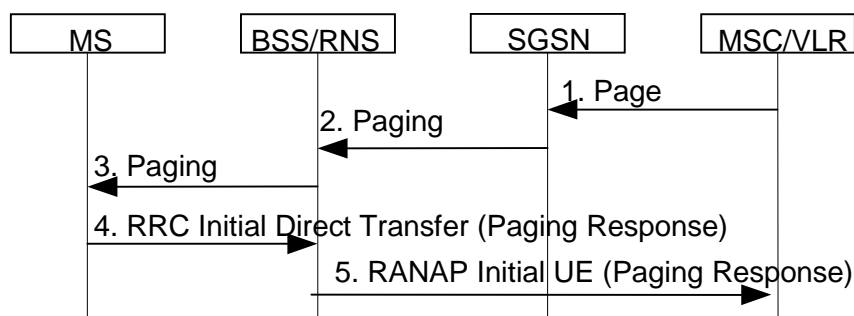 MS BSS/RNS SGSN MSC/VLR
1. Page
2. Paging
3. Paging
4. RRC Initial Direct Transfer (Paging Response)
5. RANAP Initial UE (Paging Response)